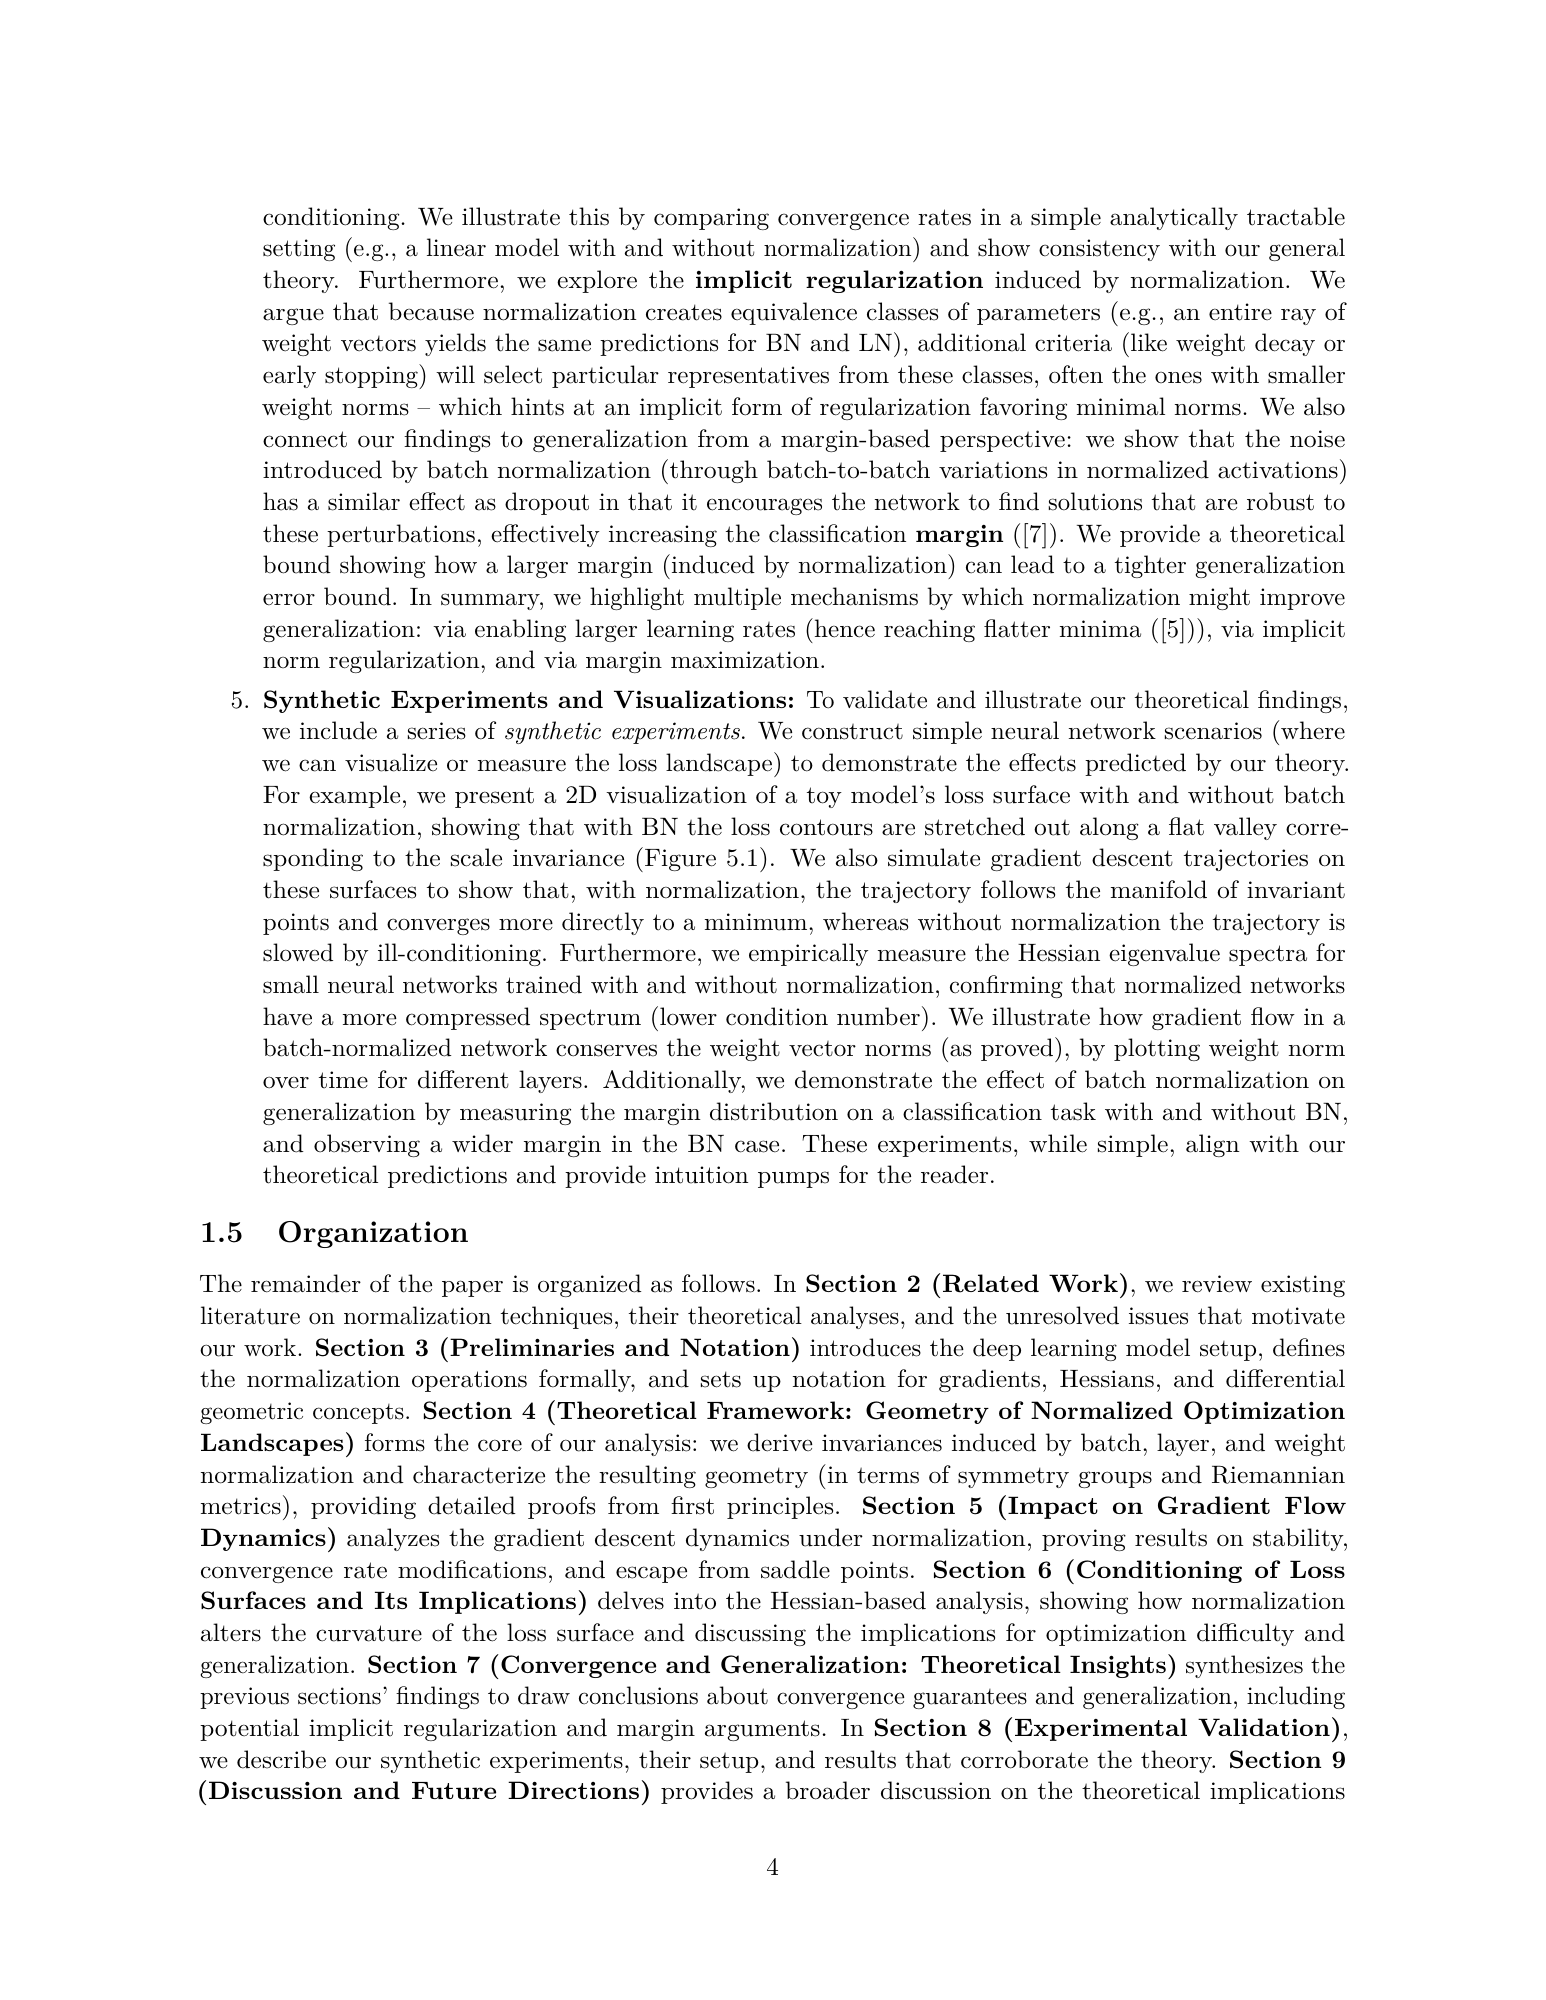 conditioning. We illustrate this by comparing convergence rates in a simple analytically tractable
setting (e.g., a linear model with and without normalization) and show consistency with our general
theory. Furthermore, we explore the implicit regularization induced by normalization. We
argue that because normalization creates equivalence classes of parameters (e.g., an entire ray of
weight vectors yields the same predictions for BN and LN), additional criteria (like weight decay or
early stopping) will select particular representatives from these classes, often the ones with smaller
weight norms – which hints at an implicit form of regularization favoring minimal norms. We also
connect our findings to generalization from a margin-based perspective: we show that the noise
introduced by batch normalization (through batch-to-batch variations in normalized activations)
has a similar effect as dropout in that it encourages the network to find solutions that are robust to
these perturbations, effectively increasing the classification margin ([7]). We provide a theoretical
bound showing how a larger margin (induced by normalization) can lead to a tighter generalization
error bound. In summary, we highlight multiple mechanisms by which normalization might improve
generalization: via enabling larger learning rates (hence reaching flatter minima ([5])), via implicit
norm regularization, and via margin maximization.
5. Synthetic Experiments and Visualizations: To validate and illustrate our theoretical findings,
we include a series of synthetic experiments. We construct simple neural network scenarios (where
we can visualize or measure the loss landscape) to demonstrate the effects predicted by our theory.
For example, we present a 2D visualization of a toy model's loss surface with and without batch
normalization, showing that with BN the loss contours are stretched out along a flat valley corre-
sponding to the scale invariance (Figure 5.1). We also simulate gradient descent trajectories on
these surfaces to show that, with normalization, the trajectory follows the manifold of invariant
points and converges more directly to a minimum, whereas without normalization the trajectory is
slowed by ill-conditioning. Furthermore, we empirically measure the Hessian eigenvalue spectra for
small neural networks trained with and without normalization, confirming that normalized networks
have a more compressed spectrum (lower condition number). We illustrate how gradient flow in a
batch-normalized network conserves the weight vector norms (as proved), by plotting weight norm
over time for different layers. Additionally, we demonstrate the effect of batch normalization on
generalization by measuring the margin distribution on a classification task with and without BN,
and observing a wider margin in the BN case. These experiments, while simple, align with our
theoretical predictions and provide intuition pumps for the reader.
1.5 Organization
The remainder of the paper is organized as follows. In Section 2 (Related Work), we review existing
literature on normalization techniques, their theoretical analyses, and the unresolved issues that motivate
our work. Section 3 (Preliminaries and Notation) introduces the deep learning model setup, defines
the normalization operations formally, and sets up notation for gradients, Hessians, and differential
geometric concepts. Section 4 (Theoretical Framework: Geometry of Normalized Optimization
Landscapes) forms the core of our analysis: we derive invariances induced by batch, layer, and weight
normalization and characterize the resulting geometry (in terms of symmetry groups and Riemannian
metrics), providing detailed proofs from first principles. Section 5 (Impact on Gradient Flow
Dynamics) analyzes the gradient descent dynamics under normalization, proving results on stability,
convergence rate modifications, and escape from saddle points. Section 6 (Conditioning of Loss
Surfaces and Its Implications) delves into the Hessian-based analysis, showing how normalization
alters the curvature of the loss surface and discussing the implications for optimization difficulty and
generalization. Section 7 (Convergence and Generalization: Theoretical Insights) synthesizes the
previous sections' findings to draw conclusions about convergence guarantees and generalization, including
potential implicit regularization and margin arguments. In Section 8 (Experimental Validation),
we describe our synthetic experiments, their setup, and results that corroborate the theory. Section 9
(Discussion and Future Directions) provides a broader discussion on the theoretical implications
4